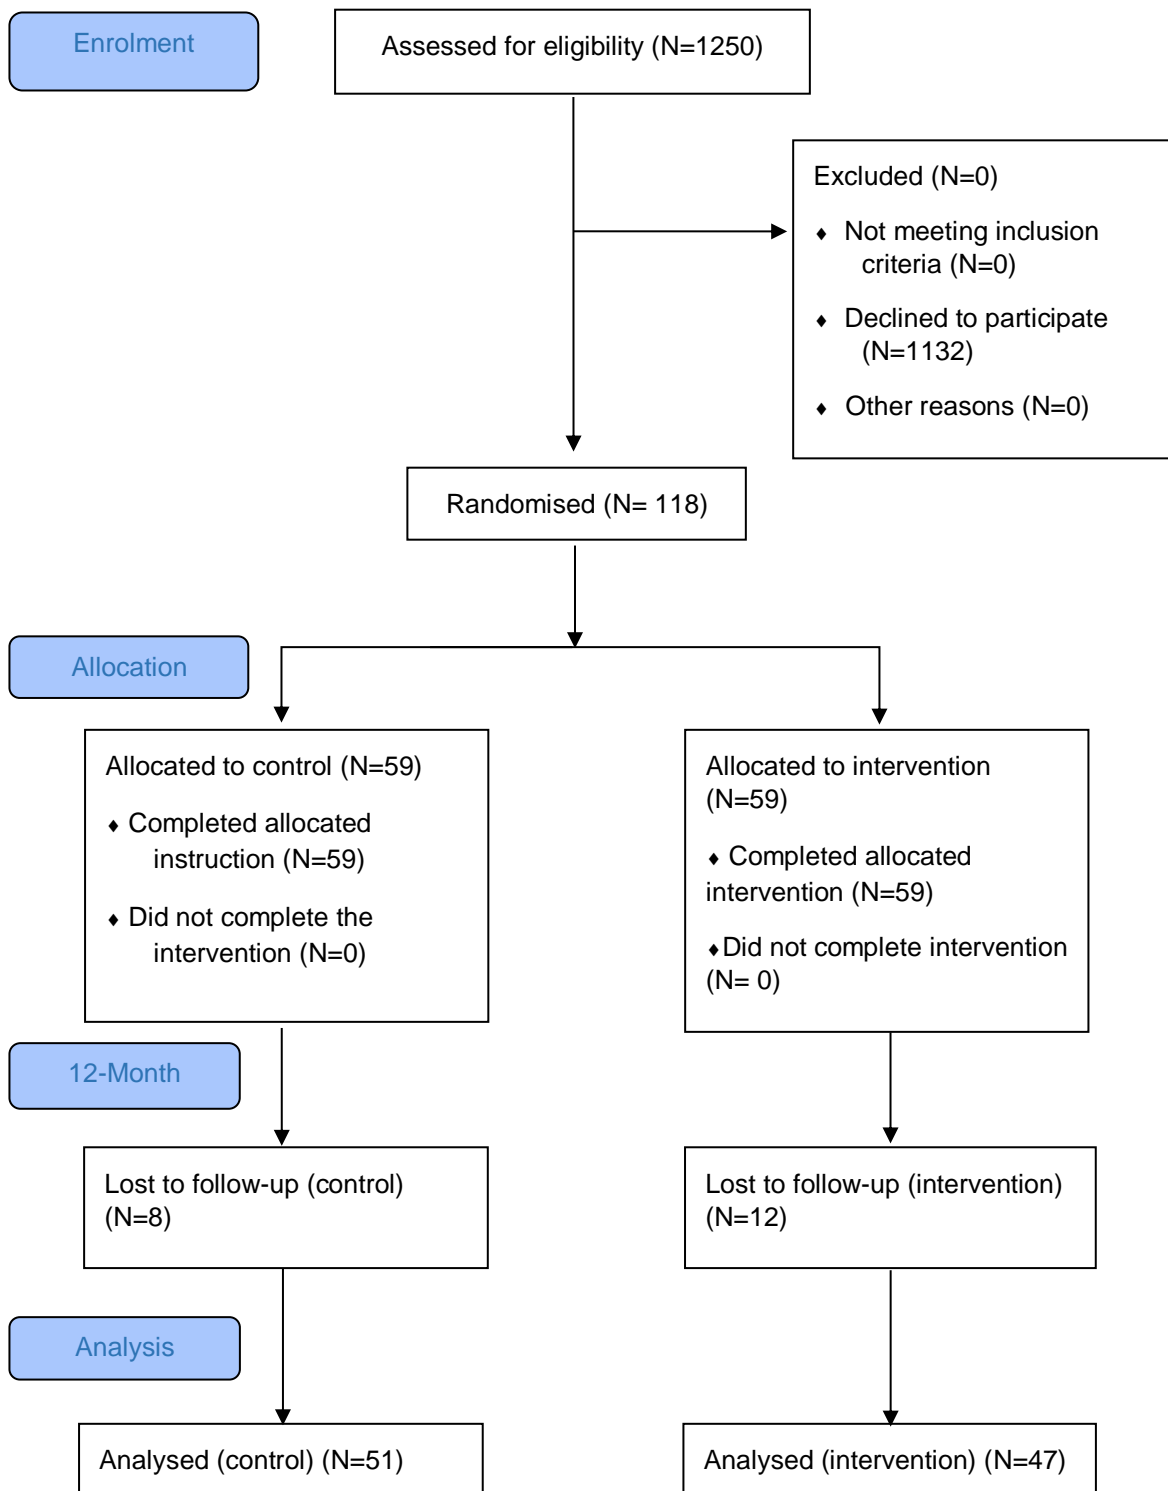 Enrolment
Assessed for eligibility (N=1250)
Excluded (N=0)
♦ Not meeting inclusion
criteria (N=0)
♦ Declined to participate
(N=1132)
♦ Other reasons (N=0)
Randomised (N= 118)
Allocation
Allocated to control (N=59)
♦ Completed allocated
instruction (N=59)
♦ Did not complete the
intervention (N=0)
Allocated to intervention
(N=59)
♦ Completed allocated
intervention (N=59)
♦Did not complete intervention
(N= 0)
12-Month
Lost to follow-up (control)
(N=8)
Lost to follow-up (intervention)
(N=12)
Analysis
Analysed (control) (N=51)
Analysed (intervention) (N=47)